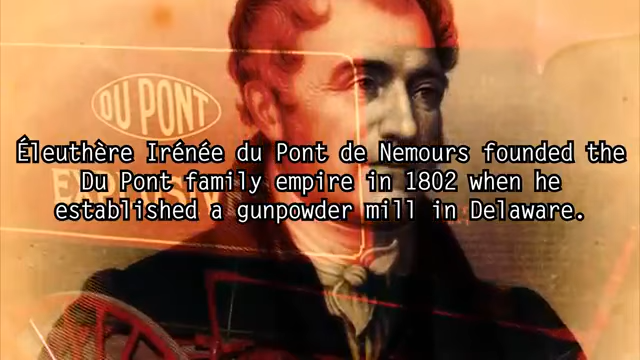 DU PONT
Éleuthère Irénée du Pont de Nemours founded the
Du Pont family empire in 1802 when he
established a gunpowder mill in Delaware.